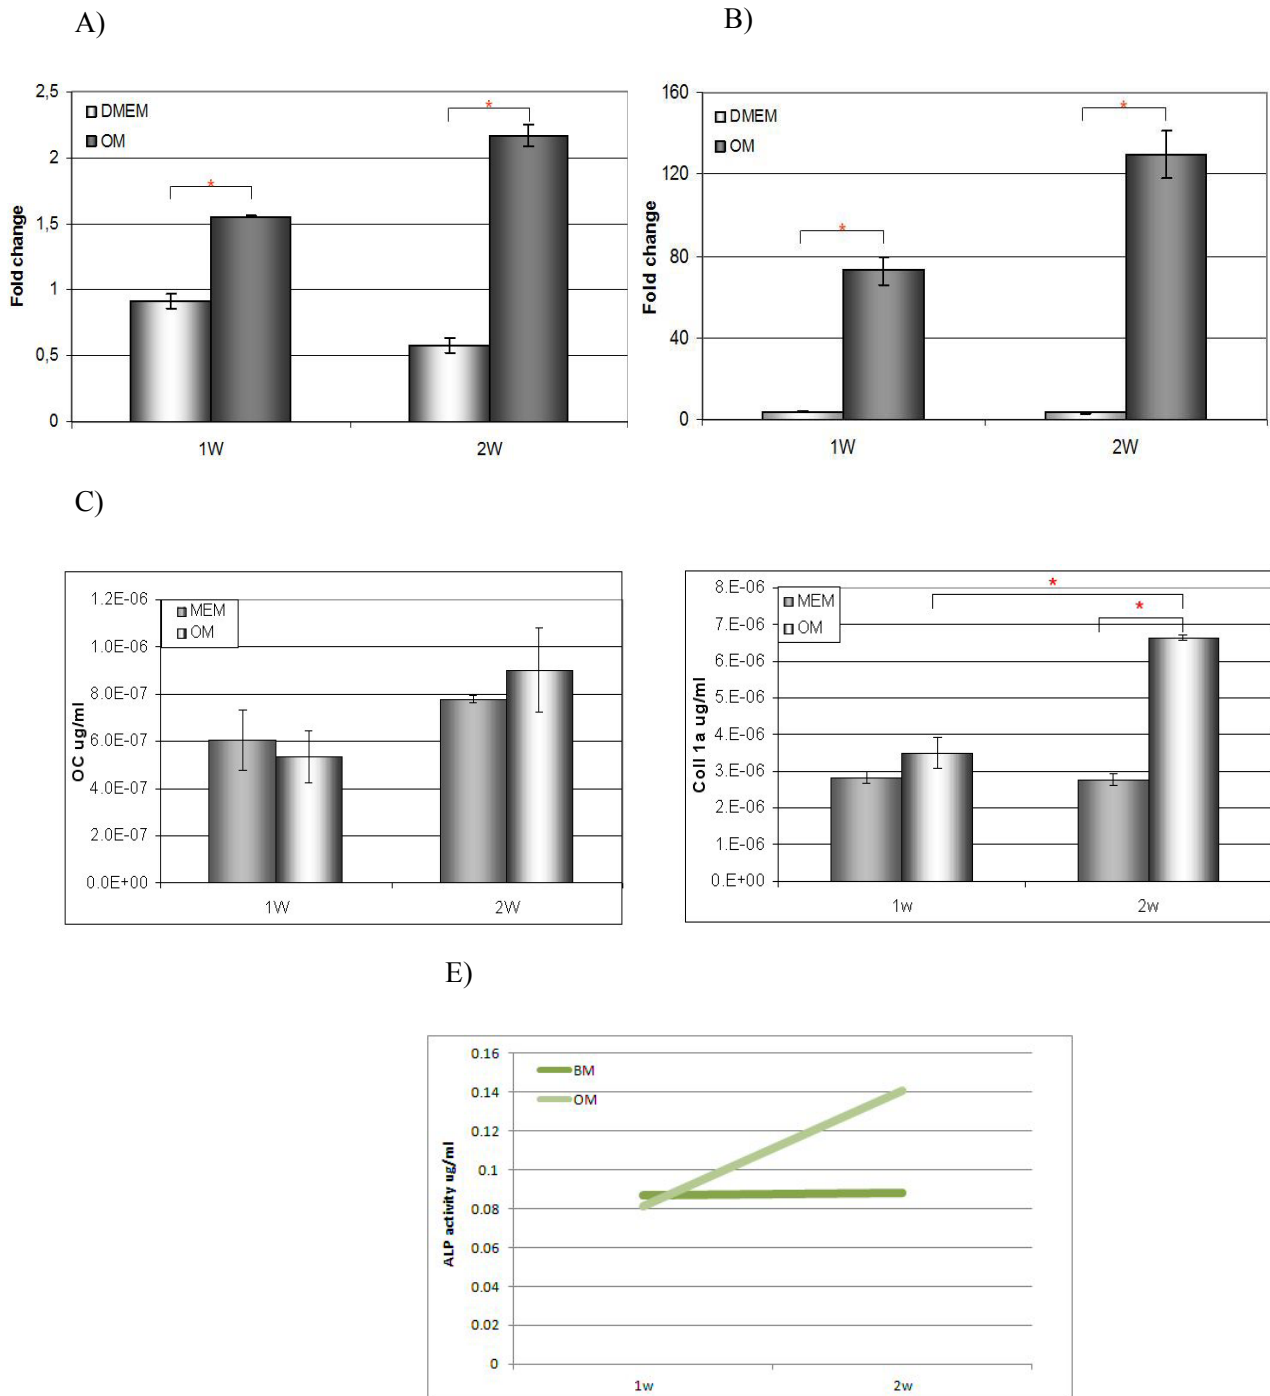 A)
B)
2,5
2
1,5
1
0,5
0
Fold change
DMEM
OM
*
*
1W
2W
160
120
80
40
0
Fold change
DMEM
OM
*
*
1W
2W
C)
1.2E-06
1.0E-06
8.0E-07
6.0E-07
4.0E-07
2.0E-07
0.0E+00
OC ug/ml
MEM
OM
1W
2W
8.E-06
7.E-06
6.E-06
5.E-06
4.E-06
3.E-06
2.E-06
1.E-06
0.E+00
Coll 1a ug/ml
MEM
OM
*
*
1w
2w
E)
0.16
0.14
0.12
0.1
0.08
0.06
0.04
0.02
0
ALP activity ug/ml
BM
OM
1w
2w